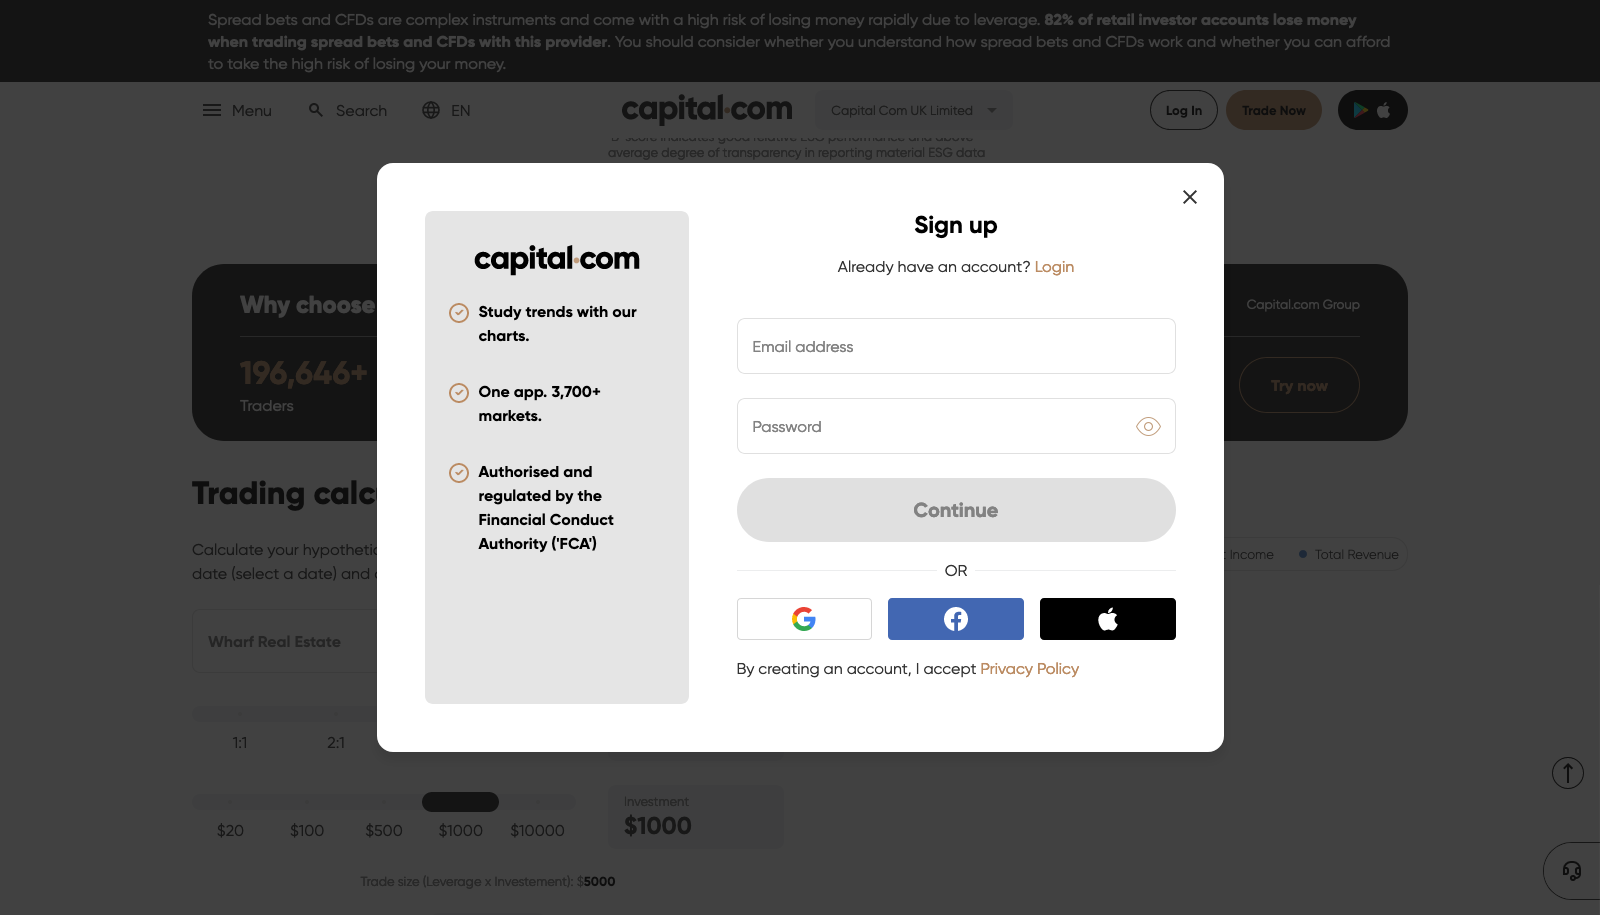 Spread bets and CFDs are complex instruments and come with a high risk of losing money rapidly due to leverage. 82% of retail investor accounts lose money
when trading spread bets and CFDs with this provider. You should consider whether you understand how spread bets and CFDs work and whether you can afford
to take the high risk of losing your money.
Menu
Search
EN
capital.com
Capital Com UK Limited
Log In
Trade Now
average degree of transparency in reporting material ESG data
Sign up
Already have an account? Login
capital.com
Study trends with our
charts.
One app. 3,700+
markets.
Authorised and
regulated by the
Financial Conduct
Authority ('FCA')
Email address
Password
Continue
OR
By creating an account, I accept Privacy Policy
Why choose
Capital.com Group
196,646+
Traders
Try now
Trading calc
Calculate your hypothetic
date (select a date) and
t Income
Total Revenue
Wharf Real Estate
1:1
2:1
$20
$100
$500
$1000
$10000
Investment
$1000
Trade size (Leverage x Investement): $5000